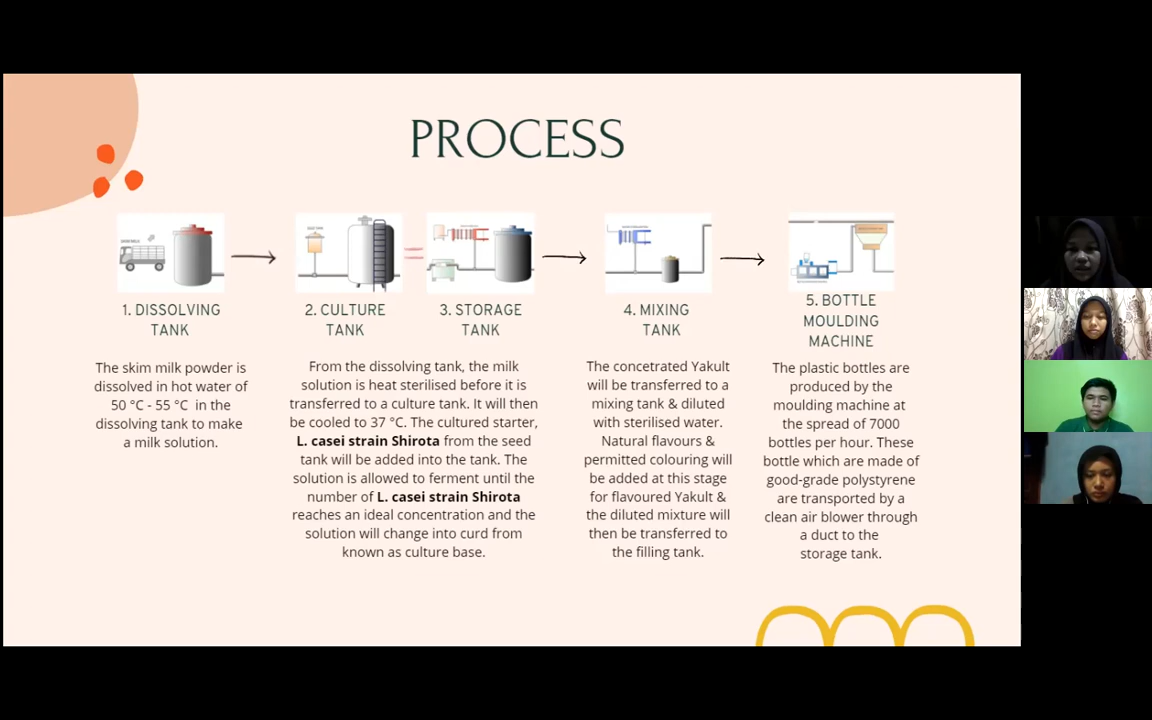 PROCESS
1. DISSOLVING
TANK
The skim milk powder is
dissolved in hot water of
50 °C - 55 °C in the
dissolving tank to make
a milk solution.
2. CULTURE
TANK
3. STORAGE
TANK
From the dissolving tank, the milk
solution is heat sterilised before it is
transferred to a culture tank. It will then
be cooled to 37 °C. The cultured starter,
L. casei strain Shirota from the seed
tank will be added into the tank. The
solution is allowed to ferment until the
number of L. casei strain Shirota
reaches an ideal concentration and the
solution will change into curd from
known as culture base.
4. MIXING
TANK
The concetrated Yakult
will be transferred to a
mixing tank & diluted
with sterilised water.
Natural flavours &
permitted colouring will
be added at this stage
for flavoured Yakult &
the diluted mixture will
then be transferred to
the filling tank.
5. BOTTLE
MOULDING
MACHINE
The plastic bottles are
produced by the
moulding machine at
the spread of 7000
bottles per hour. These
bottle which are made of
good-grade polystyrene
are transported by a
clean air blower through
a duct to the
storage tank.